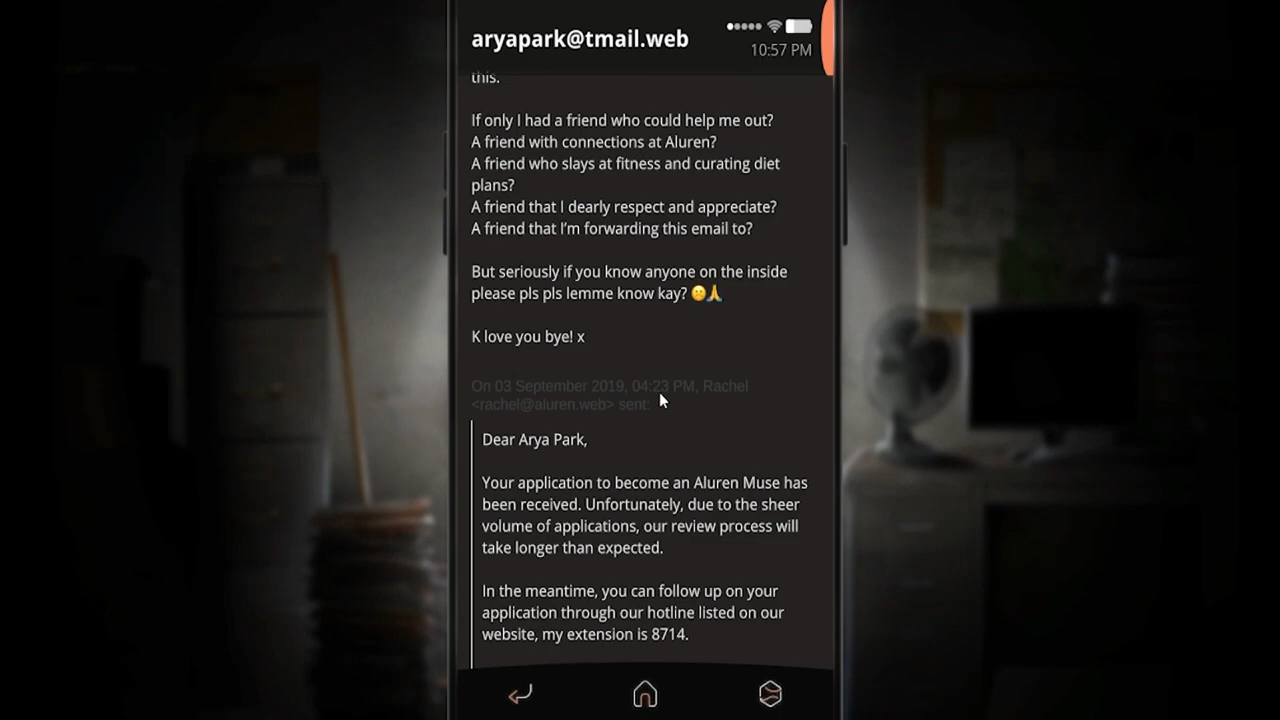 aryapark@tmail.web
10:57 PM
this.
If only I had a friend who could help me out?
A friend with connections at Aluren?
A friend who slays at fitness and curating diet
plans?
A friend that I dearly respect and appreciate?
A friend that I'm forwarding this email to?
But seriously if you know anyone on the inside
please pls pls lemme know kay? 🥺🙏
K love you bye! x
On 03 September 2019, 04:23 PM, Rachel
<rachel@aluren.web> sent:
Dear Arya Park,
Your application to become an Aluren Muse has
been received. Unfortunately, due to the sheer
volume of applications, our review process will
take longer than expected.
In the meantime, you can follow up on your
application through our hotline listed on our
website, my extension is 8714.